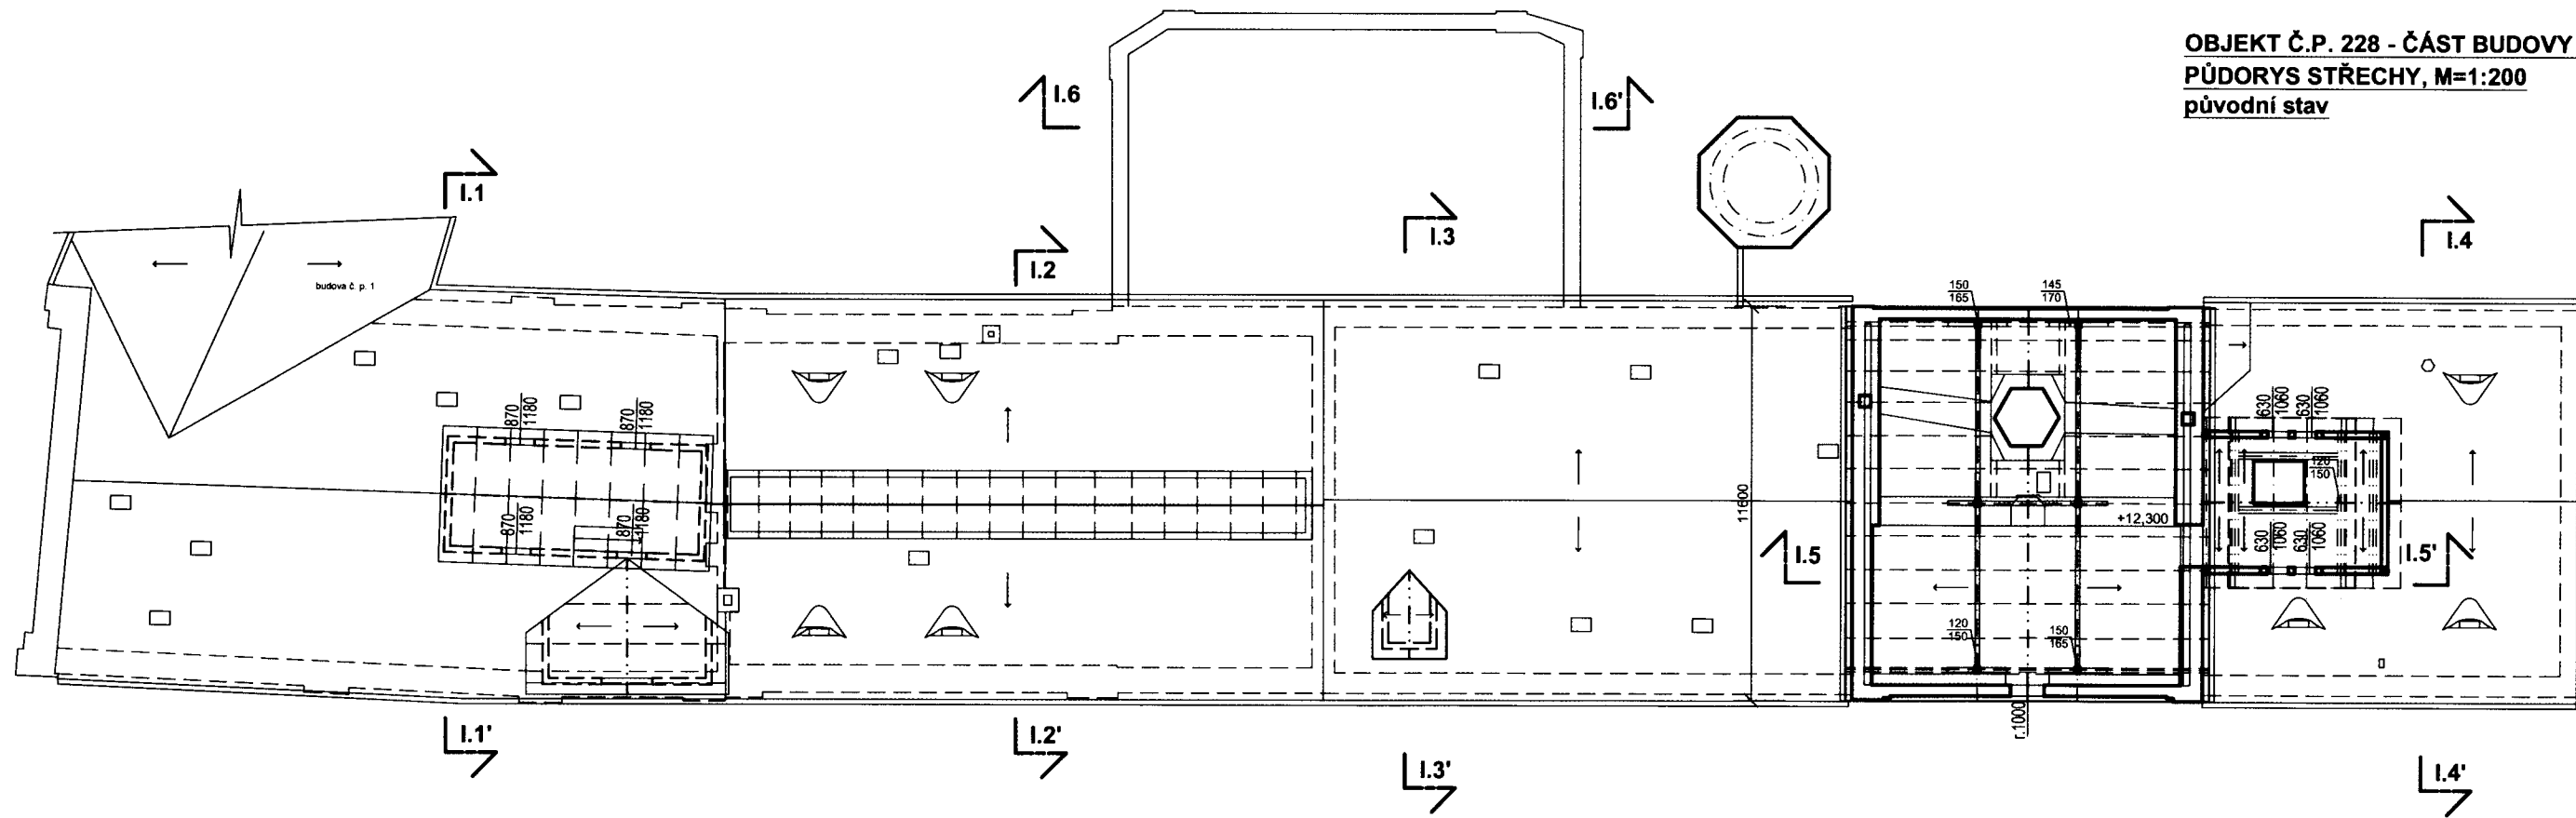 OBJEKT Č.P. 228 - ČÁST BUDOVY
PŮDORYS STŘECHY, M=1:200
původní stav
I.6
I.6'
I.1
I.3
I.2
I.4
budova č. p. 1
150
165
145
170
870
1180
870
1180
630
1060
630
1060
120
150
11600
+12,300
870
1180
870
1180
630
1060
630
1060
I.5
I.5'
120
150
150
165
r.1000
I.1'
I.2'
I.3'
I.4'